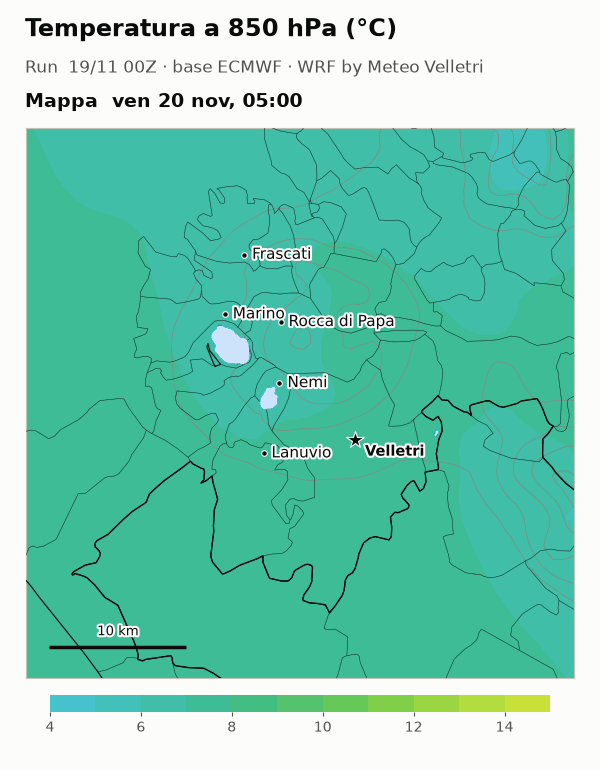 Temperatura a 850 hPa (°C)
Run  19/11 00Z · base ECMWF · WRF by Meteo Velletri
Mappa  ven 20 nov, 05:00
Frascati
Marino
Rocca di Papa
Nemi
Velletri
Lanuvio
10 km
4 6 8 10 12 14